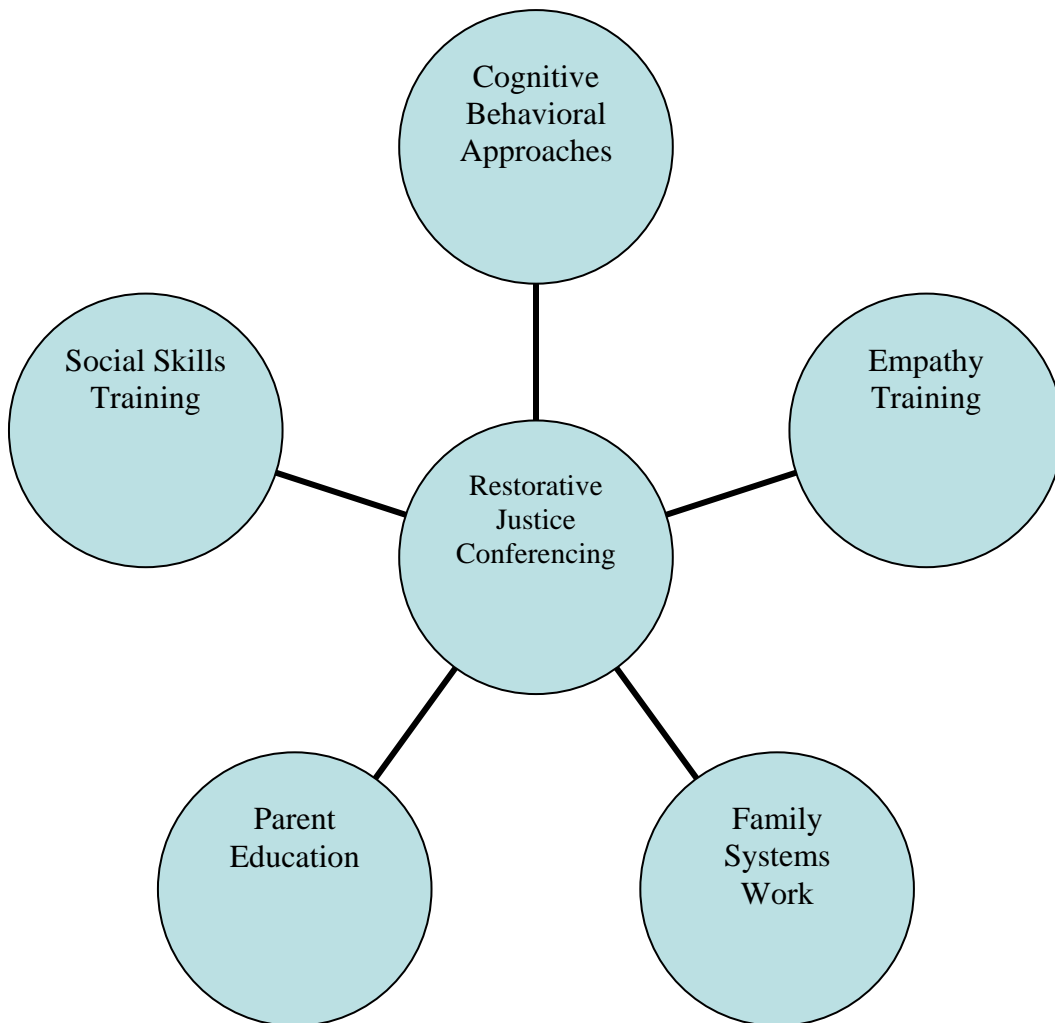 Cognitive
Behavioral
Approaches
Social Skills
Training
Empathy
Training
Restorative
Justice
Conferencing
Parent
Education
Family
Systems
Work